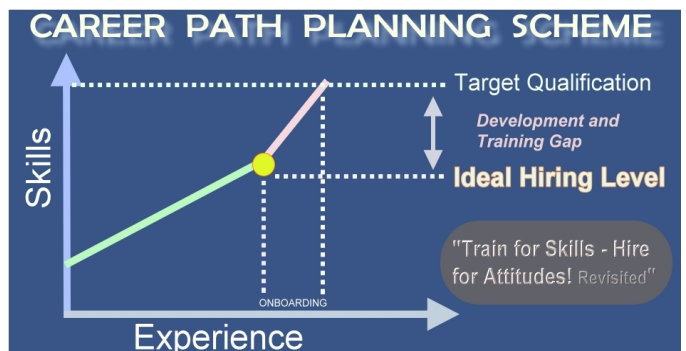 CAREER PATH PLANNING SCHEME
Target Qualification
Development and
Training Gap
Ideal Hiring Level
Skills
"Train for Skills - Hire
for Attitudes! Revisited"
ONBOARDING
Experience